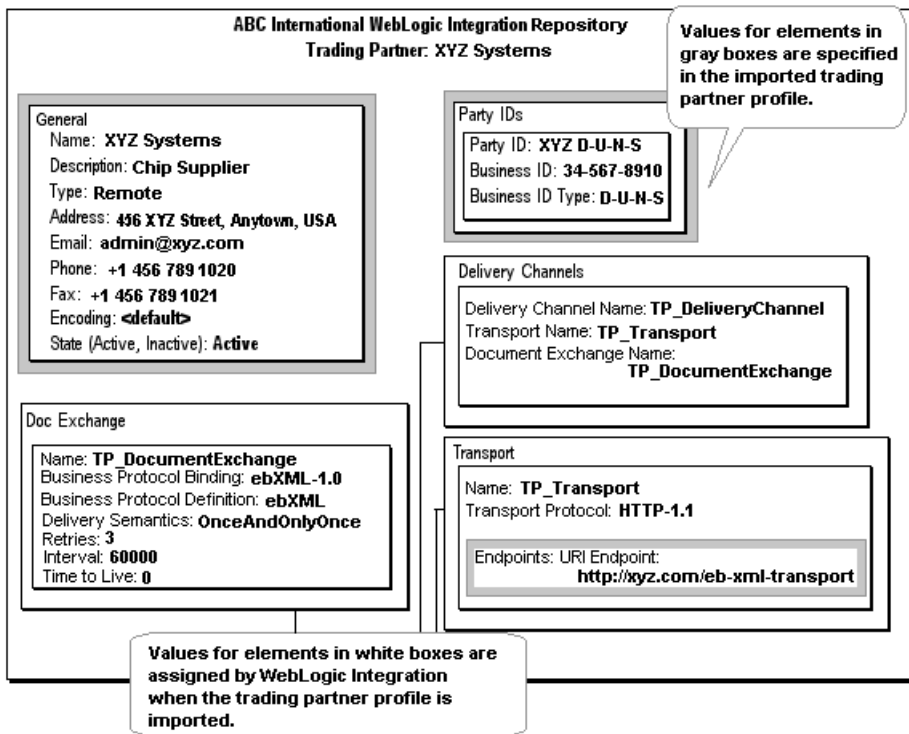 ABC International WebLogic Integration Repository
Trading Partner: XYZ Systems
Values for elements in
gray boxes are specified
in the imported trading
partner profile.
General
Name: XYZ Systems
Description: Chip Supplier
Type: Remote
Address: 456 XYZ Street, Anytown, USA
Email: admin@xyz.com
Phone: +1 456 789 1020
Fax: +1 456 789 1021
Encoding: <default>
State (Active, Inactive): Active
Party IDs
Party ID: XYZ D-U-N-S
Business ID: 34-567-8910
Business ID Type: D-U-N-S
Delivery Channels
Delivery Channel Name: TP_DeliveryChannel
Transport Name: TP_Transport
Document Exchange Name:
TP_DocumentExchange
Doc Exchange
Name: TP_DocumentExchange
Business Protocol Binding: ebXML-1.0
Business Protocol Definition: ebXML
Delivery Semantics: OnceAndOnlyOnce
Retries: 3
Interval: 60000
Time to Live: 0
Transport
Name: TP_Transport
Transport Protocol: HTTP-1.1
Endpoints: URI Endpoint:
http://xyz.com/eb-xml-transport
Values for elements in white boxes are
assigned by WebLogic Integration
when the trading partner profile is
imported.